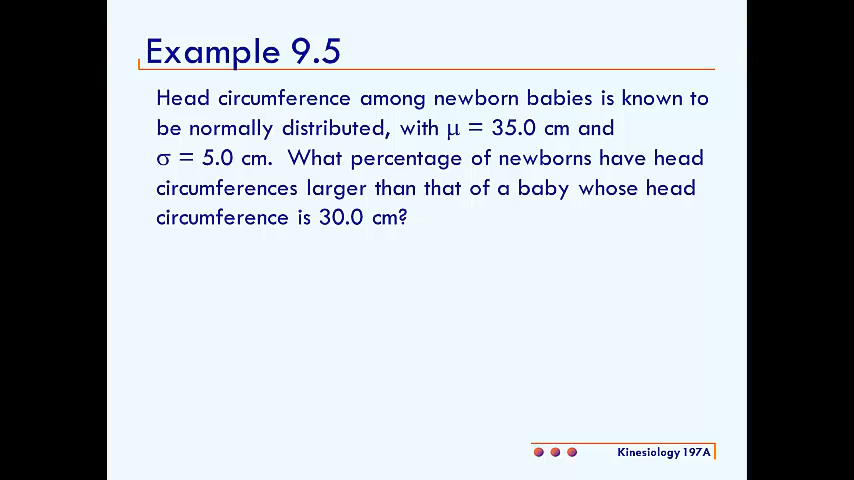 Example 9.5
Head circumference among newborn babies is known to
be normally distributed, with μ = 35.0 cm and
σ = 5.0 cm. What percentage of newborns have head
circumferences larger than that of a baby whose head
circumference is 30.0 cm?
Kinesiology 197A